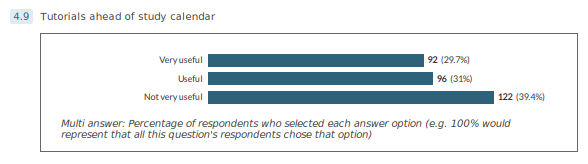 4.9 Tutorials ahead of study calendar
Very useful 92 (29.7%)
Useful 96 (31%)
Not very useful 122 (39.4%)
Multi answer: Percentage of respondents who selected each answer option (e.g. 100% would
represent that all this question's respondents chose that option)